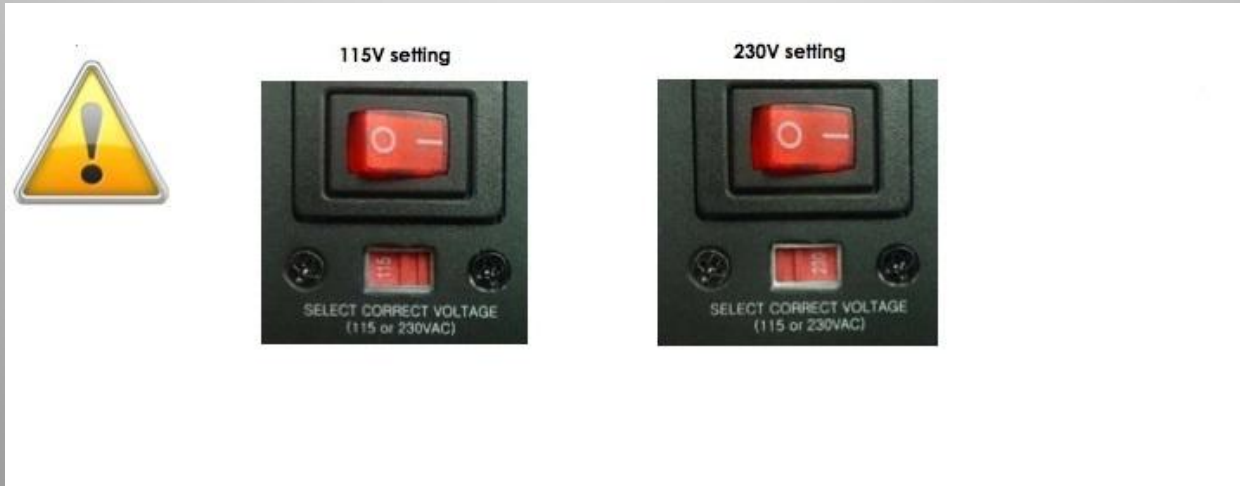 115V setting
230V setting
O —
115
SELECT CORRECT VOLTAGE
(115 or 230VAC)
O —
230
SELECT CORRECT VOLTAGE
(115 or 230VAC)